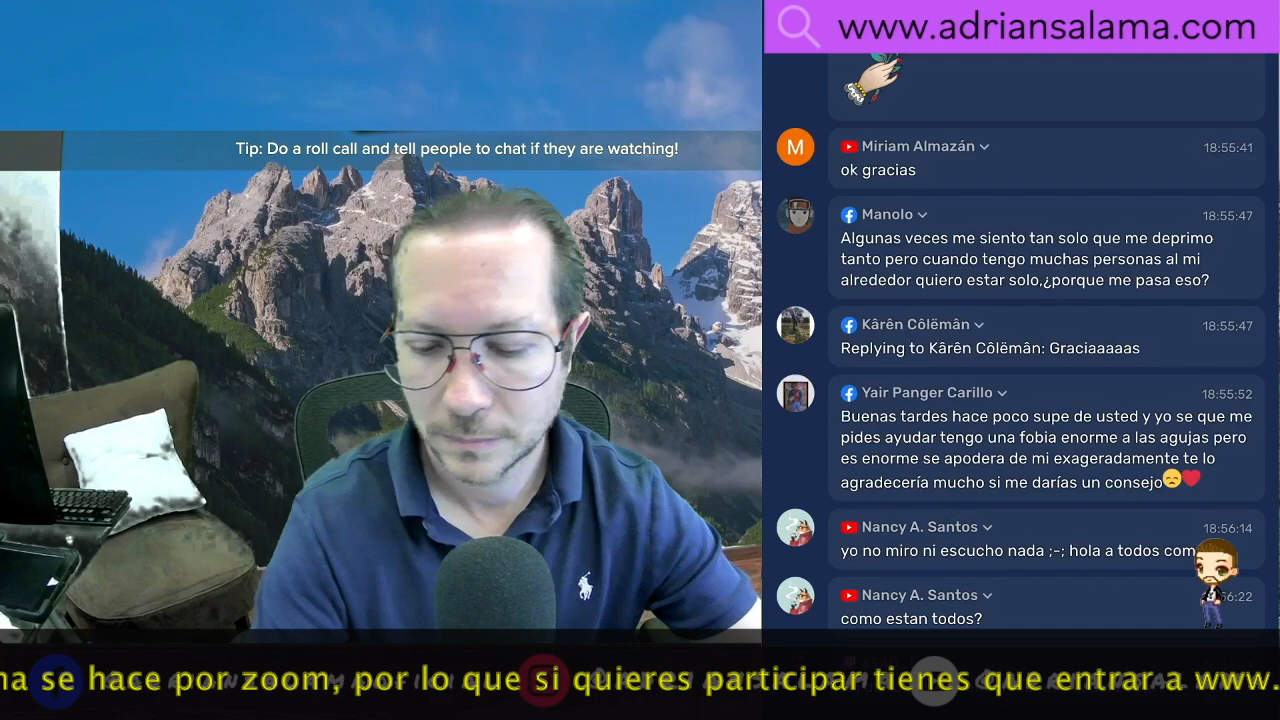 www.adriansalama.com
Tip: Do a roll call and tell people to chat if they are watching!
M
Miriam Almazán
18:55:41
ok gracias
Manolo
18:55:47
Algunas veces me siento tan solo que me deprimo
tanto pero cuando tengo muchas personas al mi
alrededor quiero estar solo,¿porque me pasa eso?
Kârên Côlëmân
18:55:47
Replying to Kârên Côlëmân: Graciaaaaas
Yair Panger Carillo
18:55:52
Buenas tardes hace poco supe de usted y yo se que me
pides ayudar tengo una fobia enorme a las agujas pero
es enorme se apodera de mi exageradamente te lo
agradecería mucho si me darías un consejo😞❤️
Nancy A. Santos
18:56:14
yo no miro ni escucho nada ;-; hola a todos com
Nancy A. Santos
56:22
como estan todos?
na se hace por zoom, por lo que si quieres participar tienes que entrar a www.